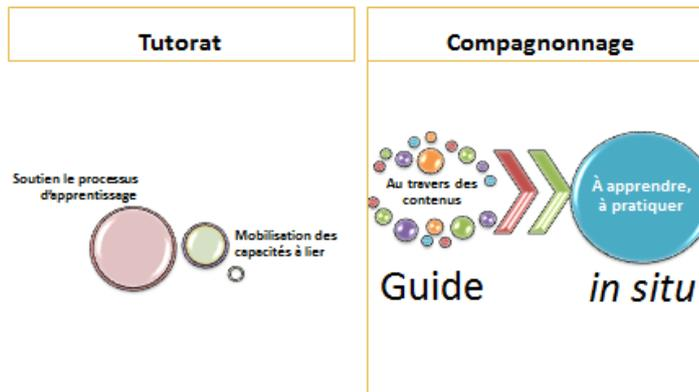 Tutorat
Soutien le processus
d'apprentissage
Mobilisation des
capacités à lier
Compagnonnage
Au travers des
contenus
À apprendre,
à pratiquer
Guide
in situ